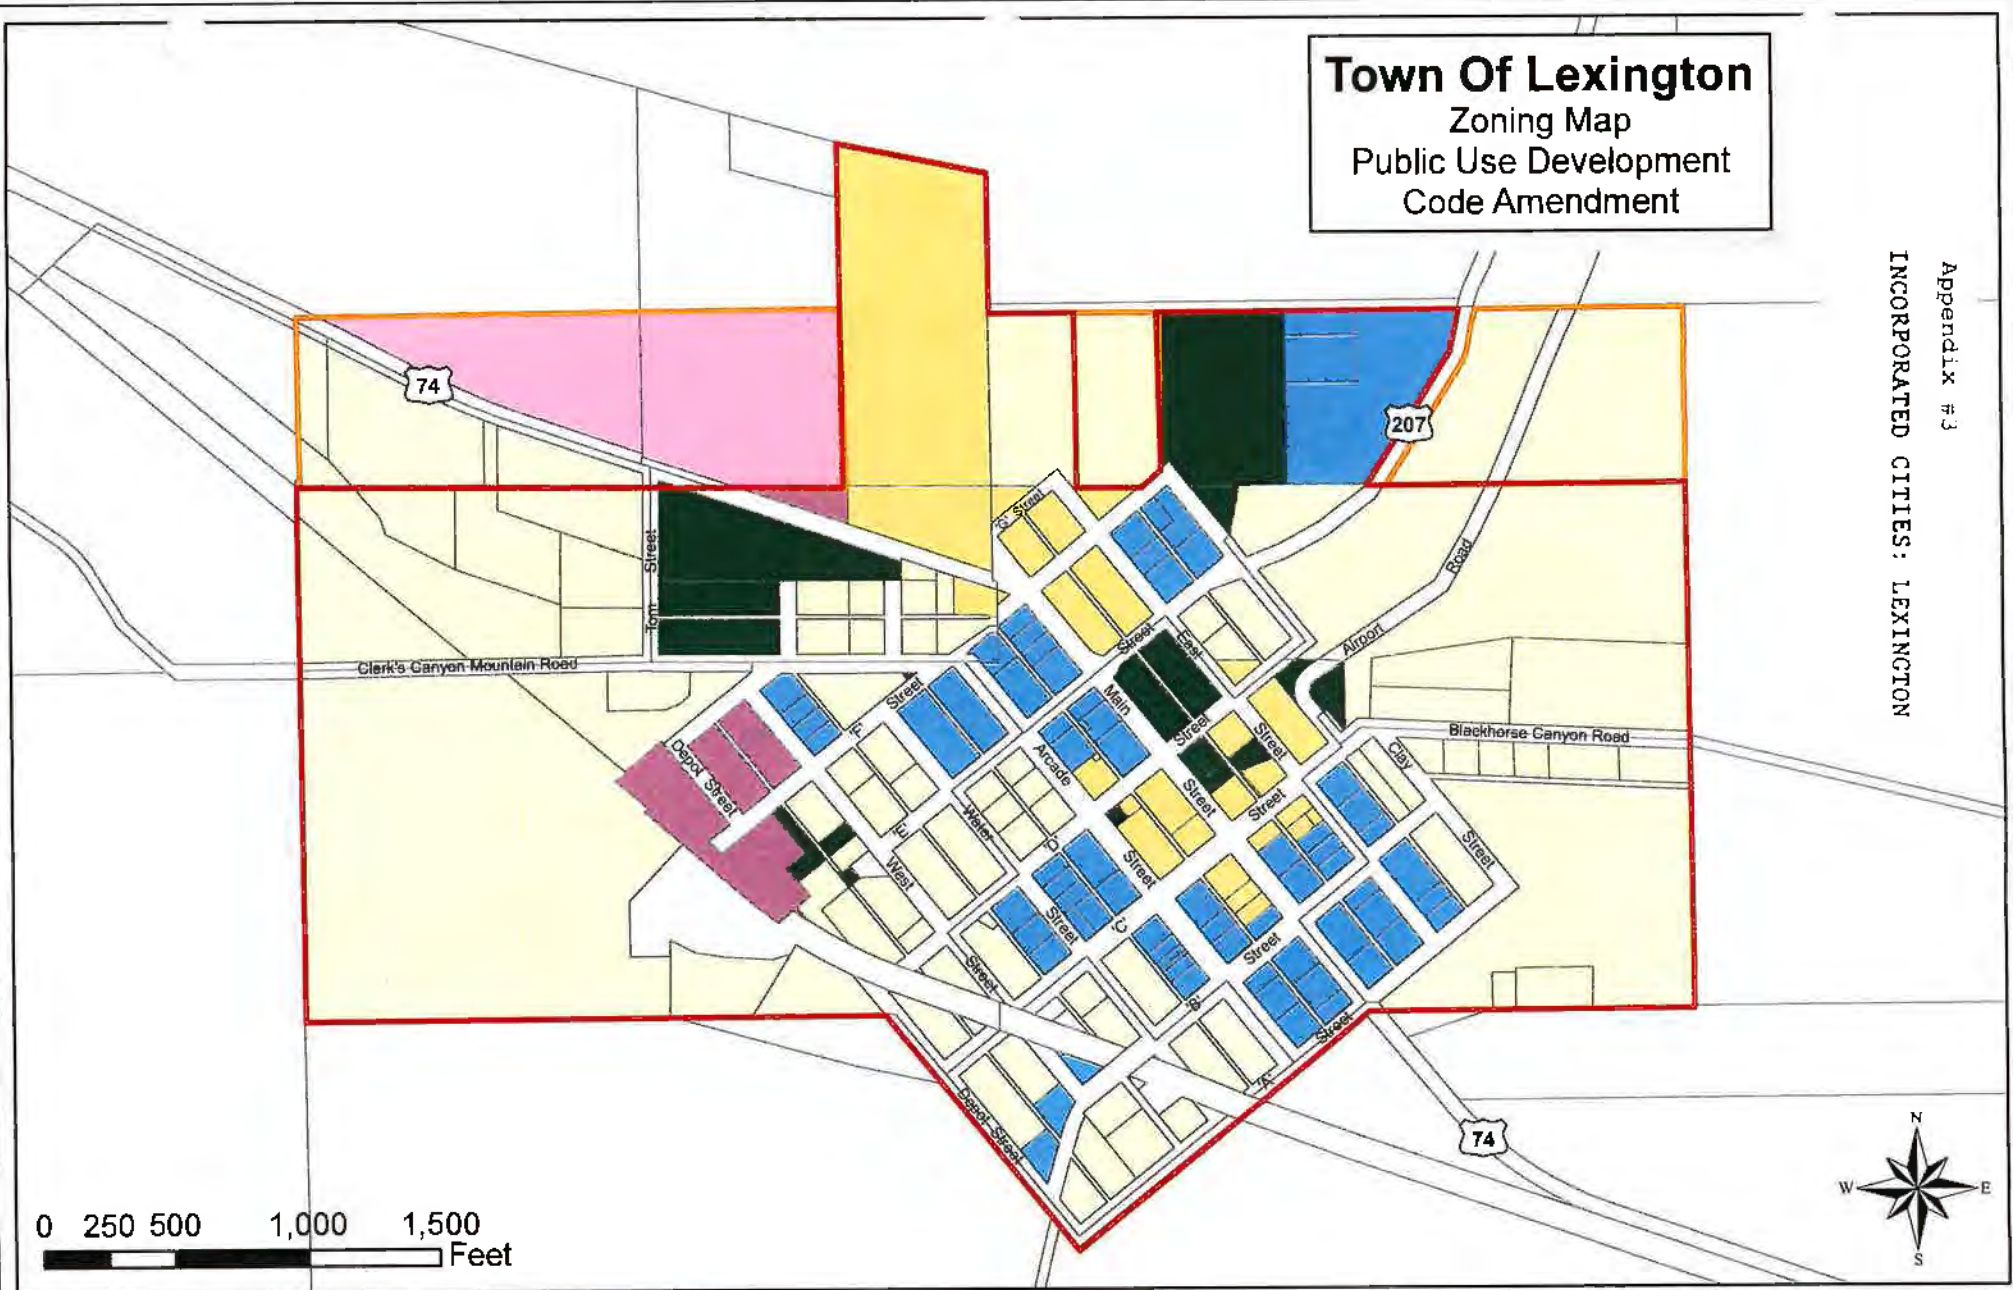 Town Of Lexington
Zoning Map
Public Use Development
Code Amendment
Appendix #3
INCORPORATED CITIES: LEXINGTON
74
207
'G' Street
Tom Street
Road
Airport
Clark's Canyon Mountain Road
Street
East
Main
Street
'F'
Street
Depot Street
Arcade
Street
Street
Blackhorse Canyon Road
Clay
Street
'E'
Water
'D'
Street
Street
West
'D'
Street
Street
'C'
Street
Street
'B'
Street
'A'
Depot Street
74
0 250 500 1,000 1,500
Feet
N
W E
S